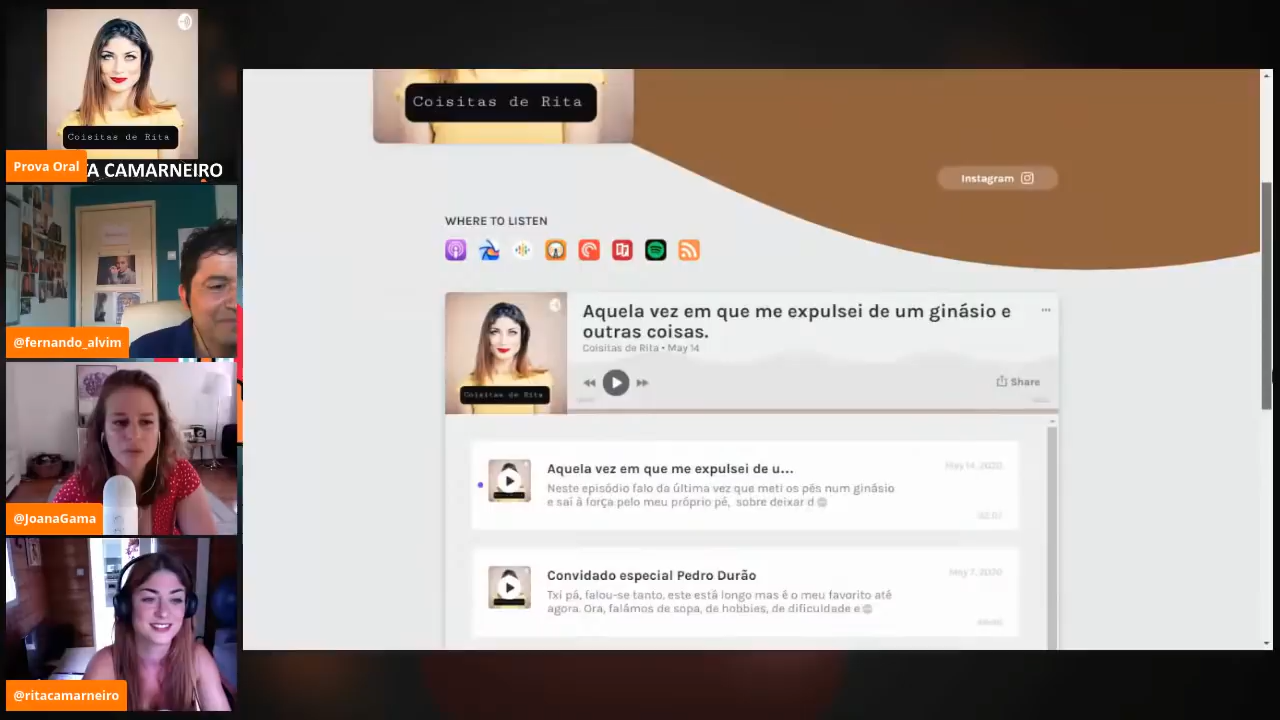 Coisitas de Rita
Prova Oral
TA CAMARNEIRO
@fernando_alvim
@JoanaGama
@ritacamarneiro
Coisitas de Rita
Instagram
WHERE TO LISTEN
Aquela vez em que me expulsei de um ginásio e
outras coisas.
Coisitas de Rita • May 14
Share
Coisitas de Rita
Aquela vez em que me expulsei de u...
May 14, 2020
Neste episódio falo da última vez que meti os pés num ginásio
e saí à força pelo meu próprio pé, sobre deixar d
Convidado especial Pedro Durão
May 7, 2020
Txi pá, falou-se tanto, este está longo mas é o meu favorito até
agora. Ora, falámos de sopa, de hobbies, de dificuldade e